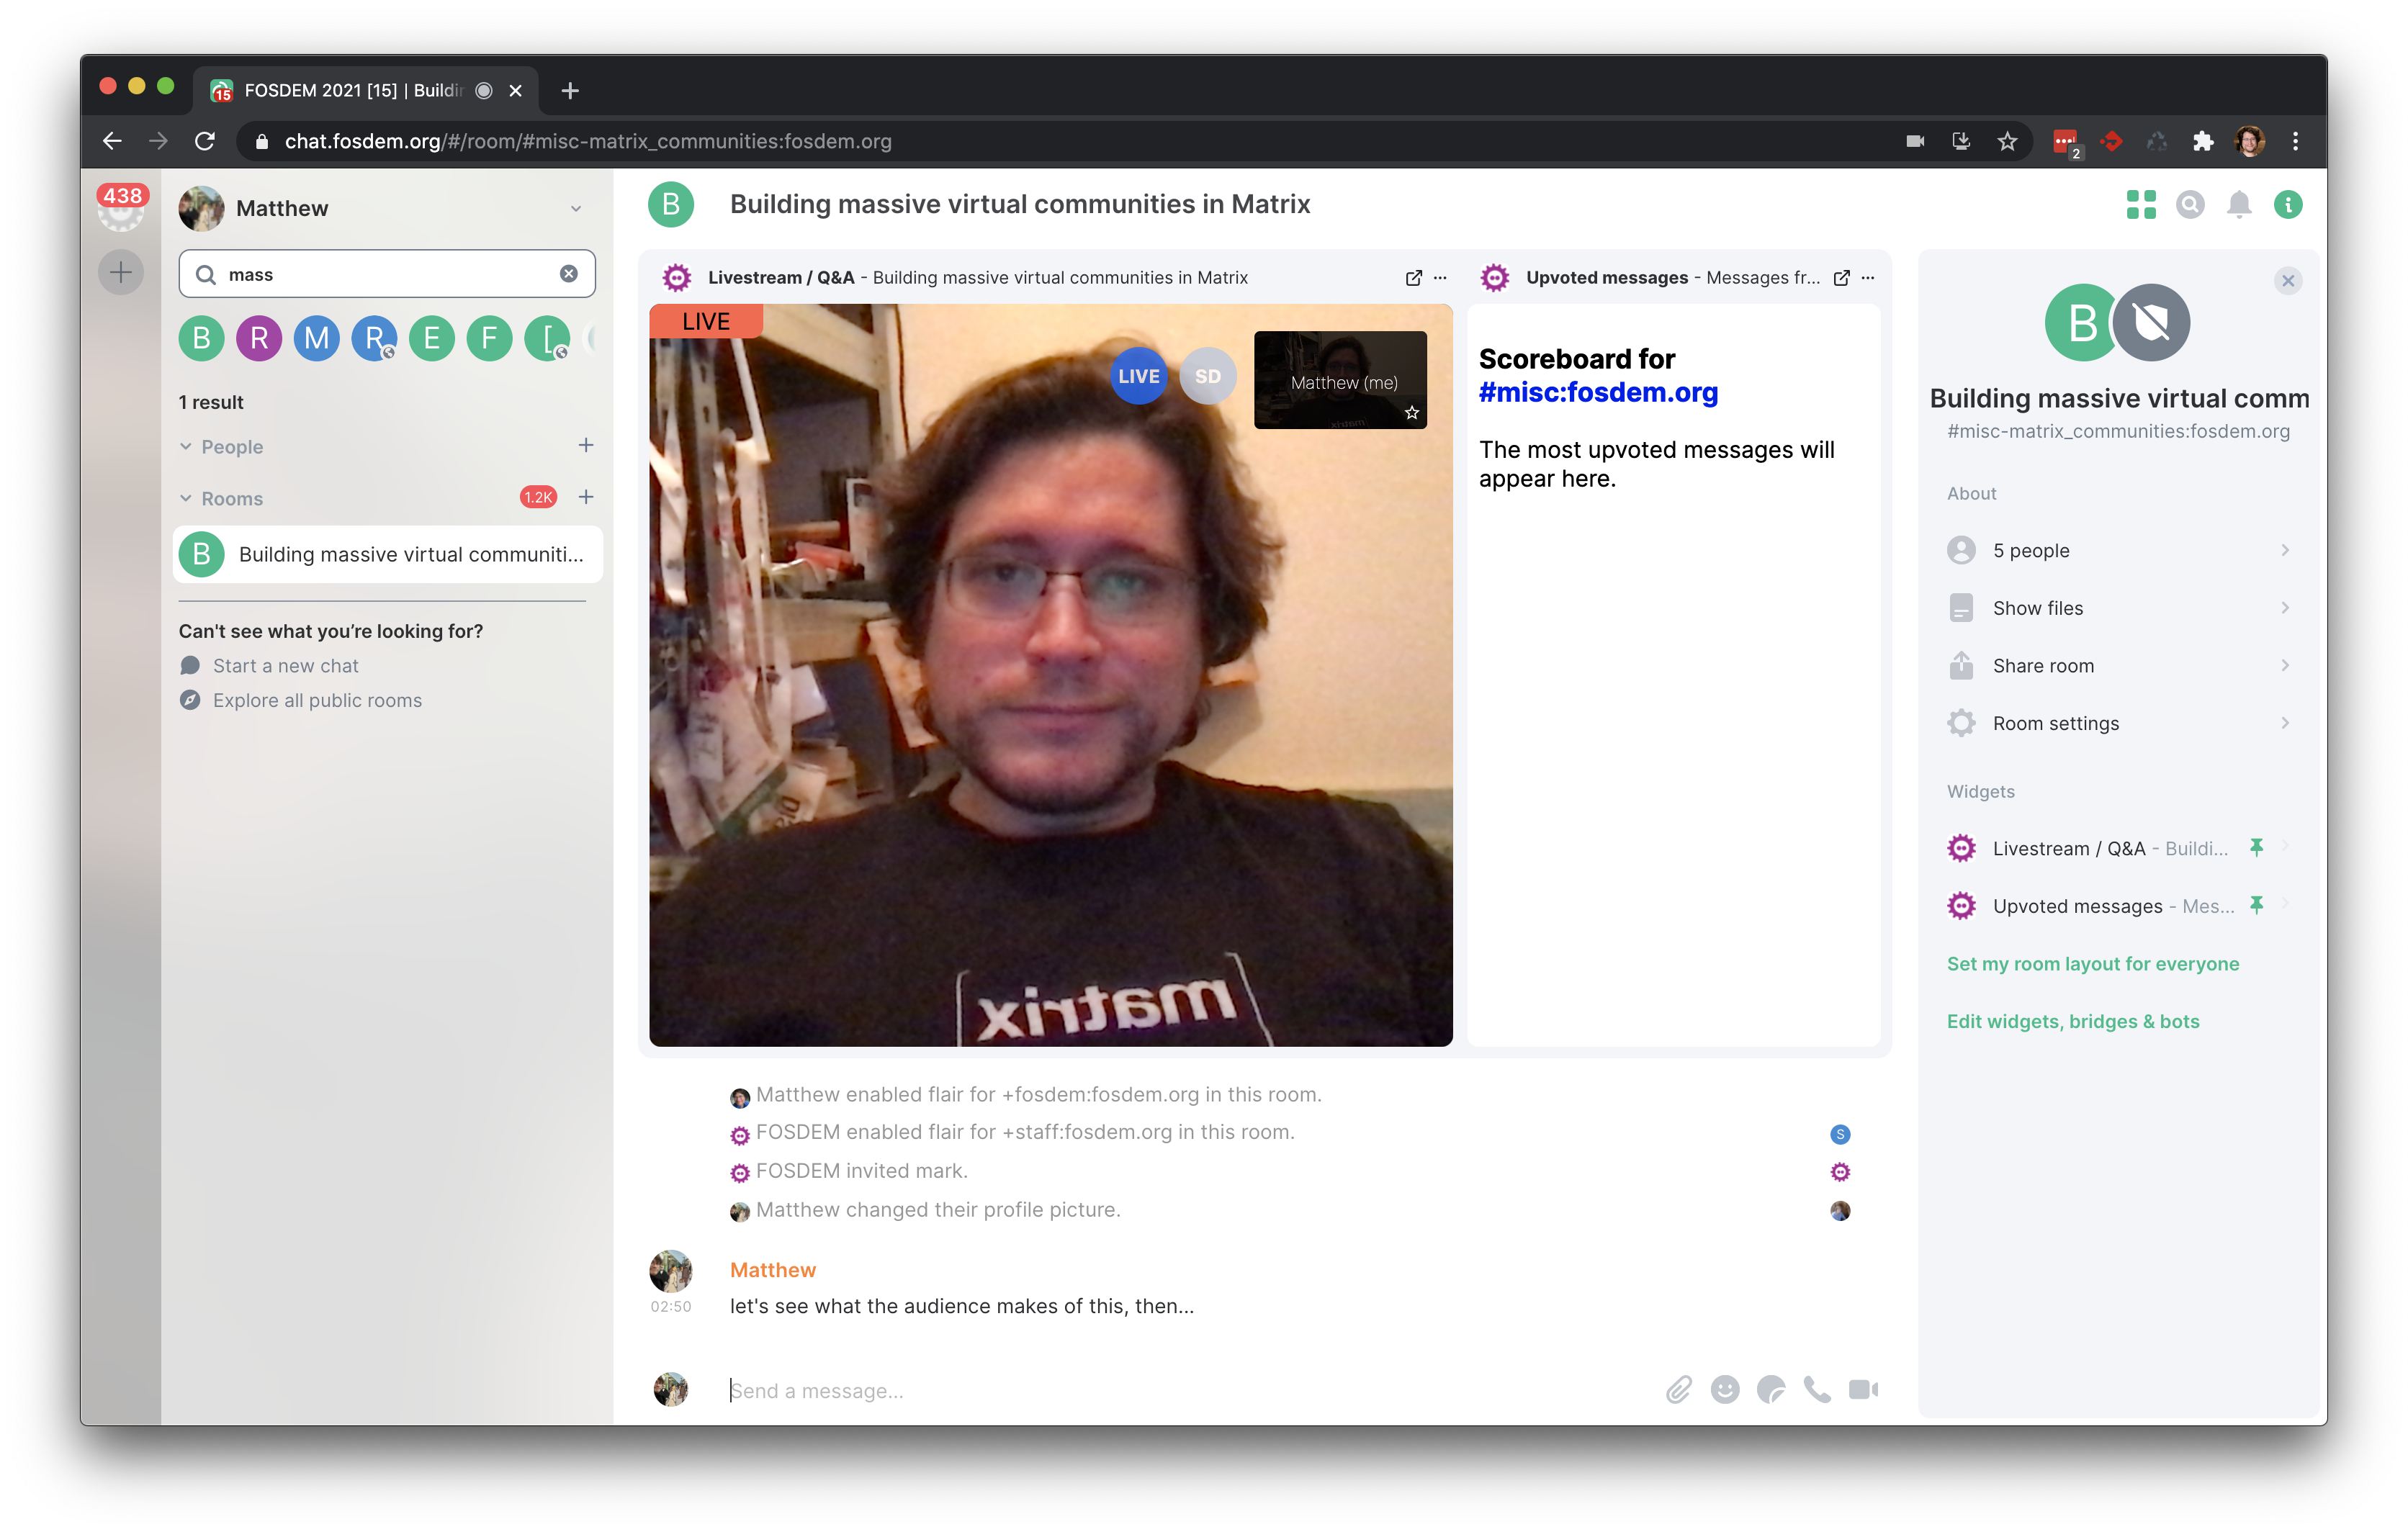 FOSDEM 2021 [15] | Buildin
15
chat.fosdem.org/#/room/#misc-matrix_communities:fosdem.org
2
438
Matthew
mass
B R M R E F [
1 result
People
Rooms 1.2K
B Building massive virtual communiti...
Can't see what you're looking for?
Start a new chat
Explore all public rooms
B Building massive virtual communities in Matrix
Livestream / Q&A - Building massive virtual communities in Matrix
LIVE
LIVE SD
Matthew (me)
matrix
[matrix]
Upvoted messages - Messages fr...
Scoreboard for
#misc:fosdem.org
The most upvoted messages will
appear here.
Matthew enabled flair for +fosdem:fosdem.org in this room.
FOSDEM enabled flair for +staff:fosdem.org in this room.
S
FOSDEM invited mark.
Matthew changed their profile picture.
Matthew
02:50 let's see what the audience makes of this, then...
Send a message...
B
Building massive virtual comm
#misc-matrix_communities:fosdem.org
About
5 people
Show files
Share room
Room settings
Widgets
Livestream / Q&A - Buildi...
Upvoted messages - Mes...
Set my room layout for everyone
Edit widgets, bridges & bots